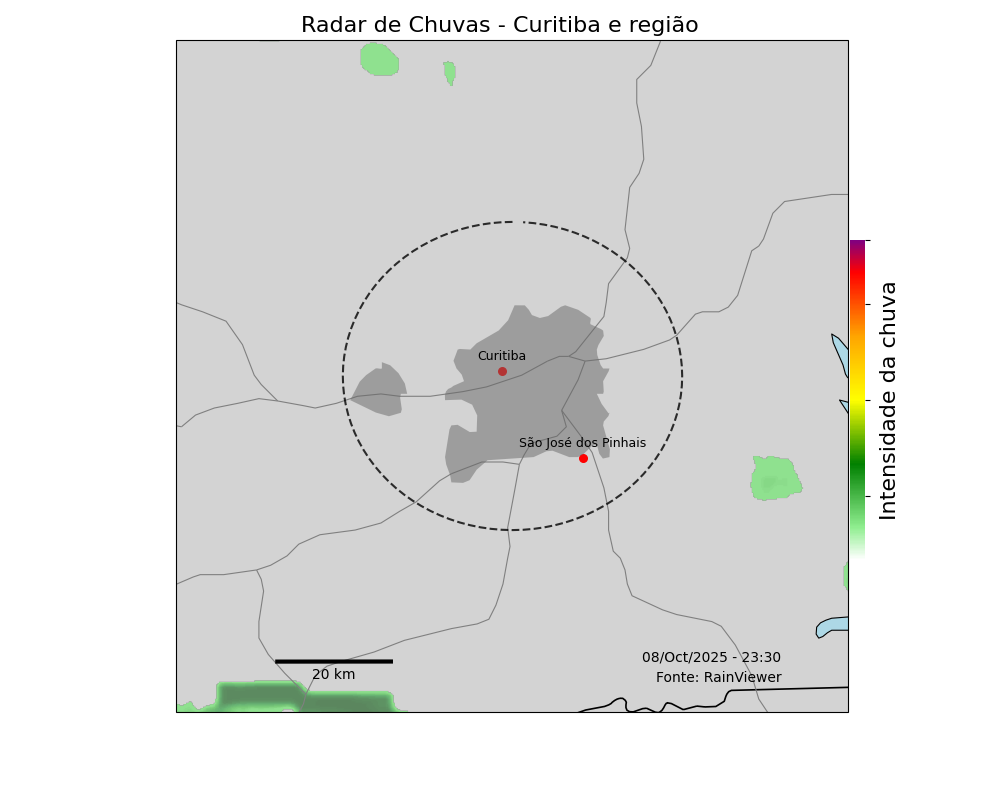 Radar de Chuvas - Curitiba e região
Curitiba
São José dos Pinhais
Intensidade da chuva
08/Oct/2025 - 23:30
20 km
Fonte: RainViewer